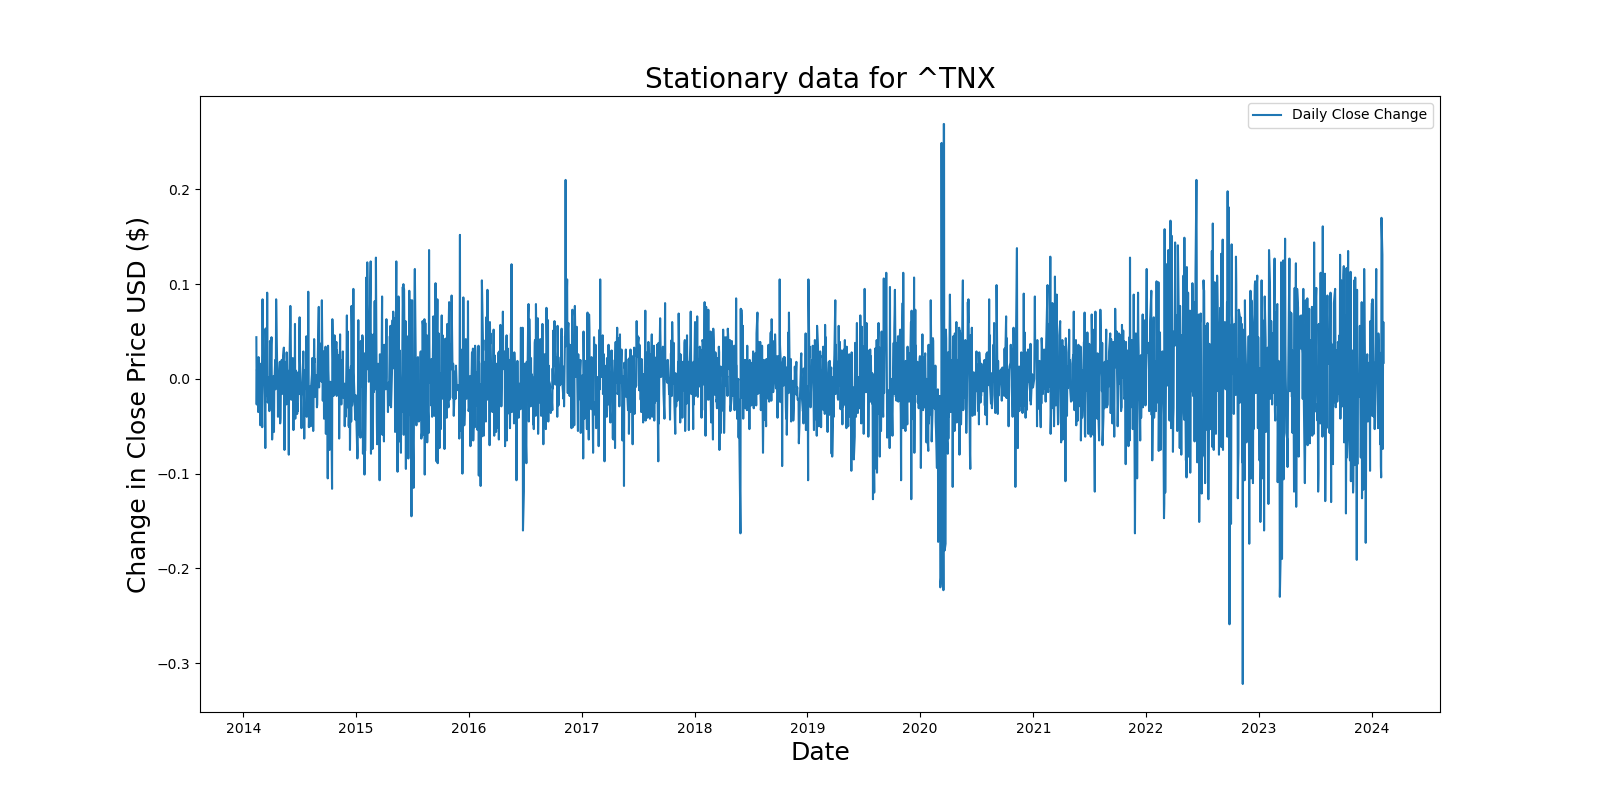 Stationary data for ^TNX
Daily Close Change
Change in Close Price USD ($)
0.2
0.1
0.0
−0.1
−0.2
−0.3
2014 2015 2016 2017 2018 2019 2020 2021 2022 2023 2024
Date